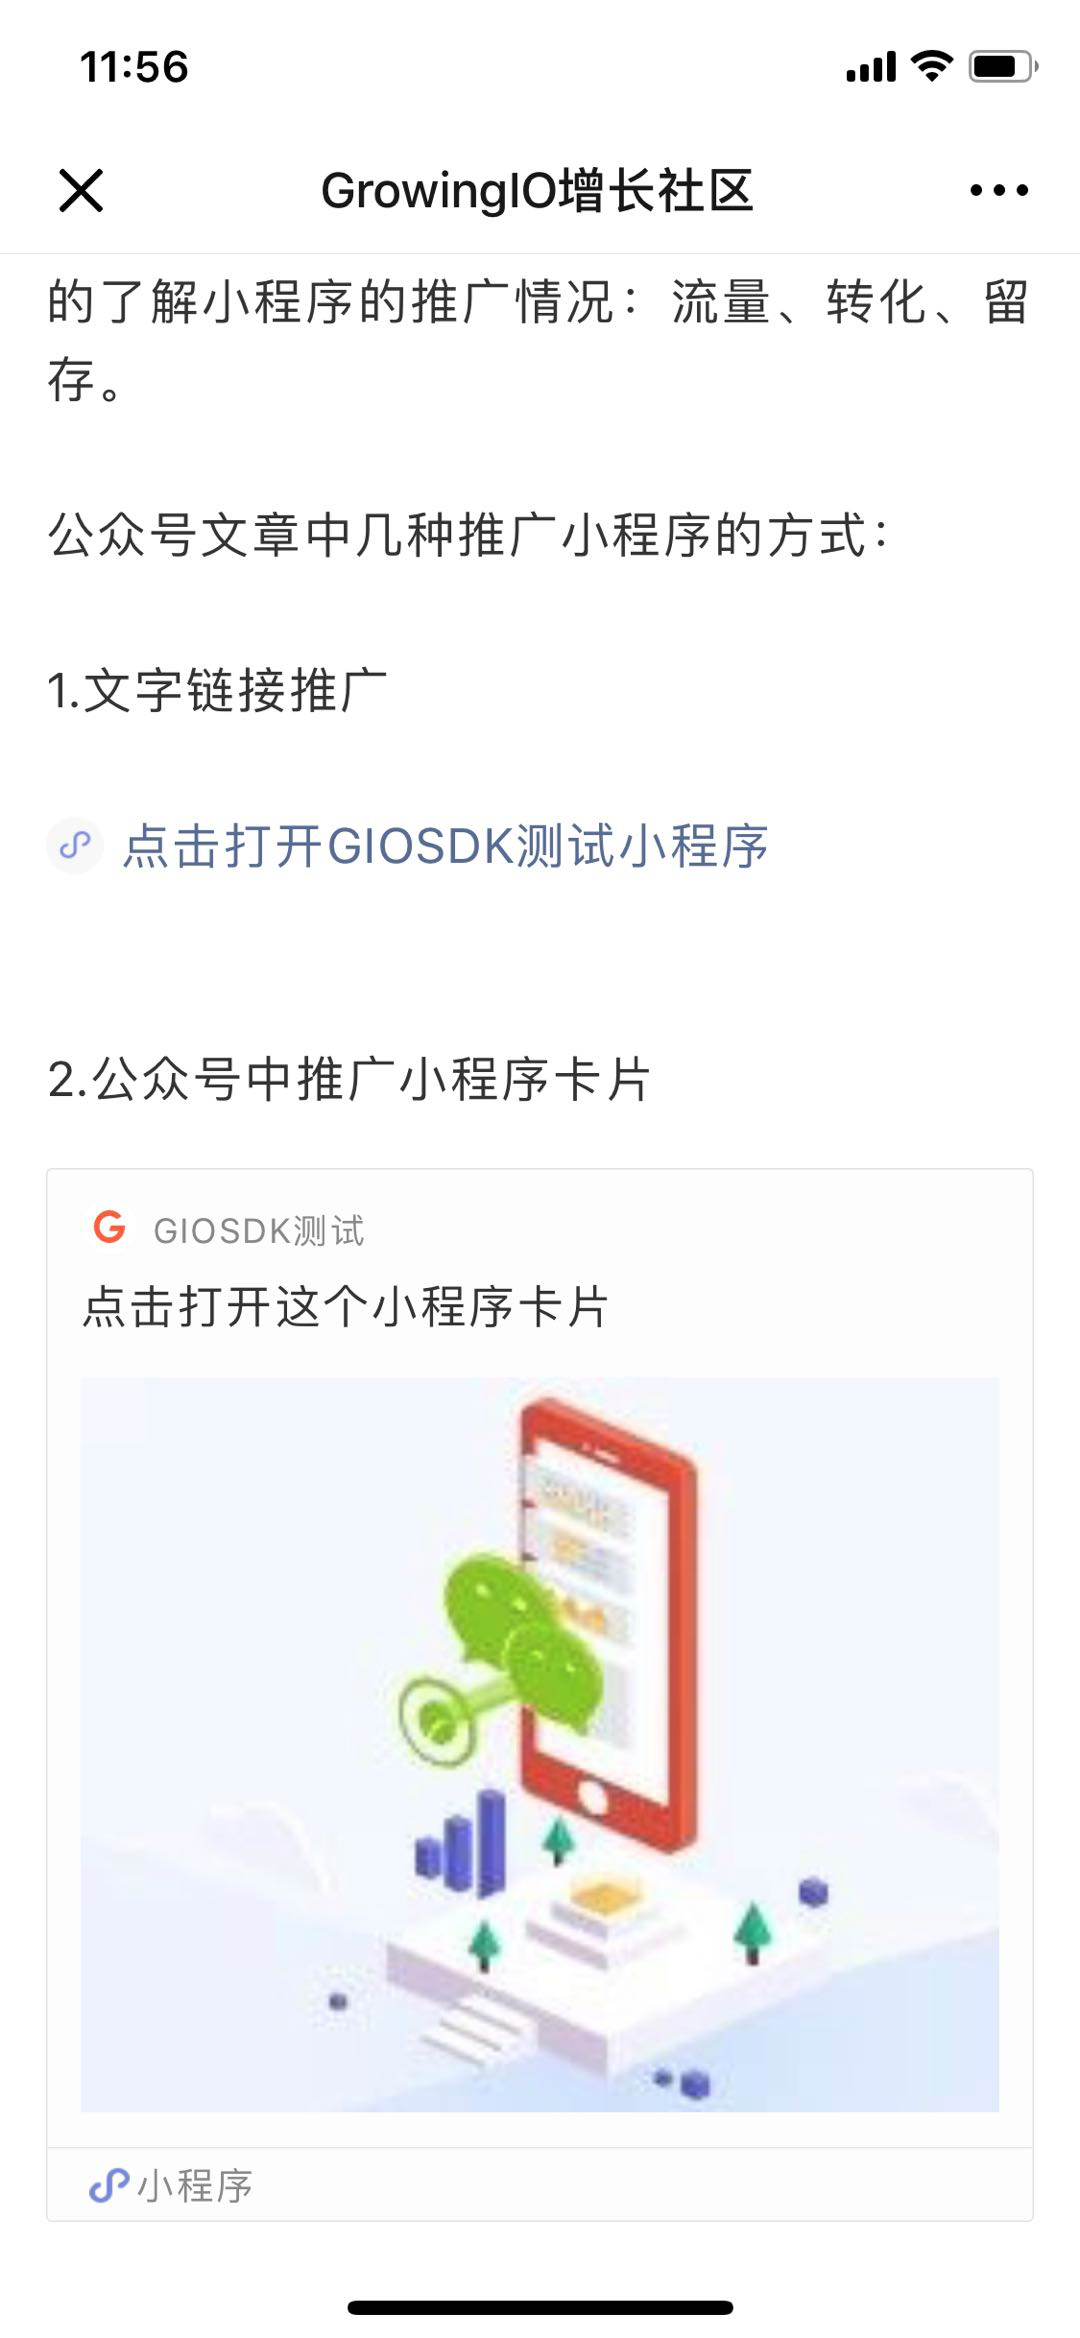 11:56
GrowingIO增长社区
的了解小程序的推广情况：流量、转化、留
存。
公众号文章中几种推广小程序的方式：
1.文字链接推广
点击打开GIOSDK测试小程序
2.公众号中推广小程序卡片
GIOSDK测试
点击打开这个小程序卡片
小程序